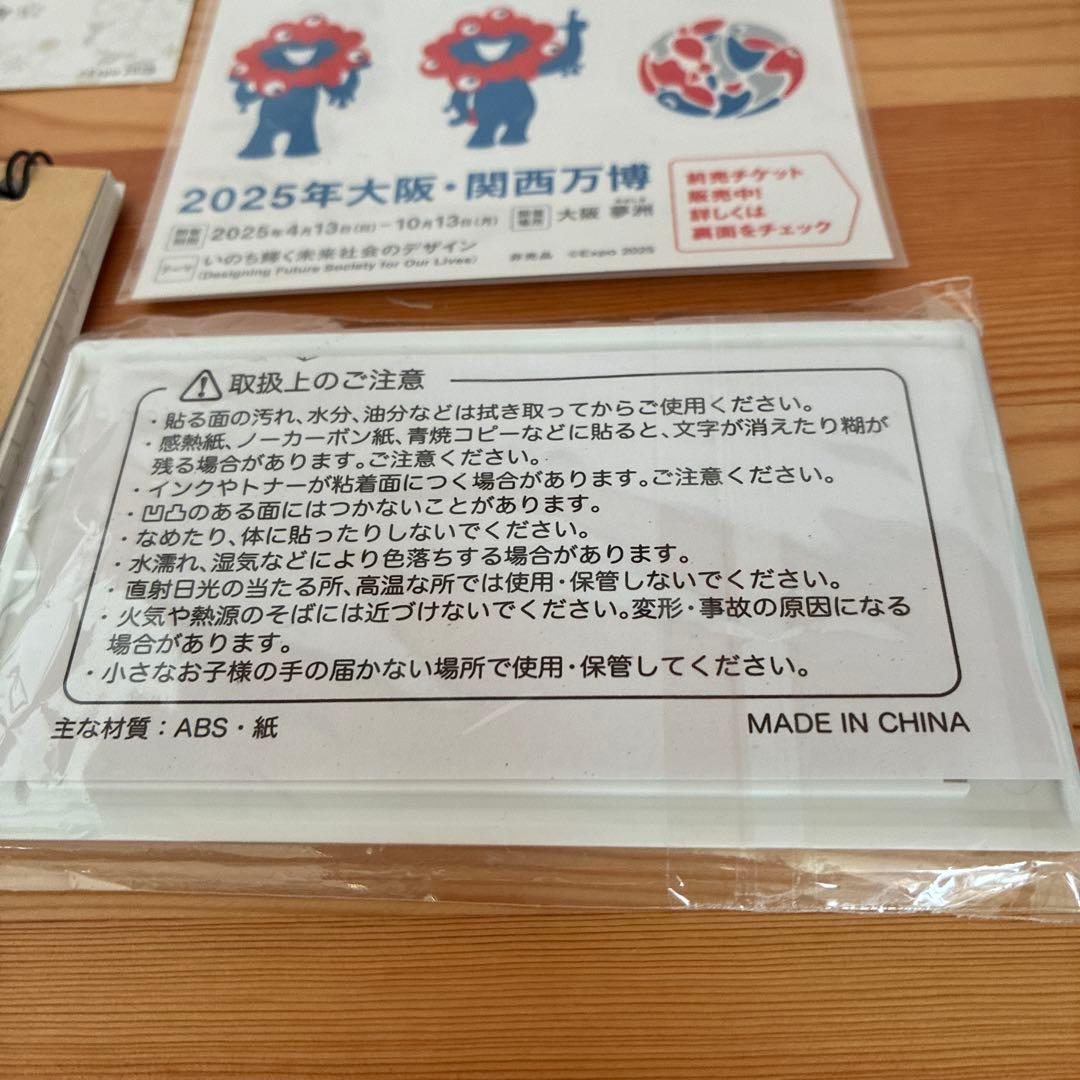 2025年大阪・関西万博
開催期間 2025年4月13日(日)-10月13日(月) 開催場所 大阪 夢洲
テーマ いのち輝く未来社会のデザイン
(Designing Future Society for Our Lives) 非売品 ©Expo 2025
前売チケット
販売中!
詳しくは
裏面をチェック
取扱上のご注意
・貼る面の汚れ、水分、油分などは拭き取ってからご使用ください。
・感熱紙、ノーカーボン紙、青焼コピーなどに貼ると、文字が消えたり糊が
残る場合があります。ご注意ください。
・インクやトナーが粘着面につく場合があります。ご注意ください。
・凹凸のある面にはつかないことがあります。
・なめたり、体に貼ったりしないでください。
・水濡れ、湿気などにより色落ちする場合があります。
・直射日光の当たる所、高温な所では使用・保管しないでください。
・火気や熱源のそばには近づけないでください。変形・事故の原因になる
場合があります。
・小さなお子様の手の届かない場所で使用・保管してください。
主な材質：ABS・紙
MADE IN CHINA